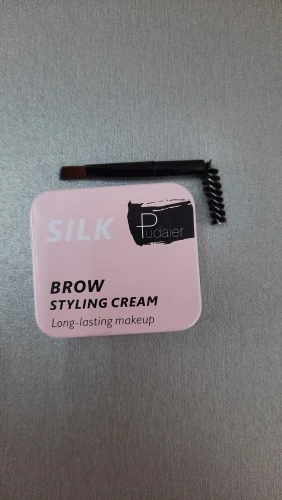 SILK
Pudaier
BROW
STYLING CREAM
Long-lasting makeup